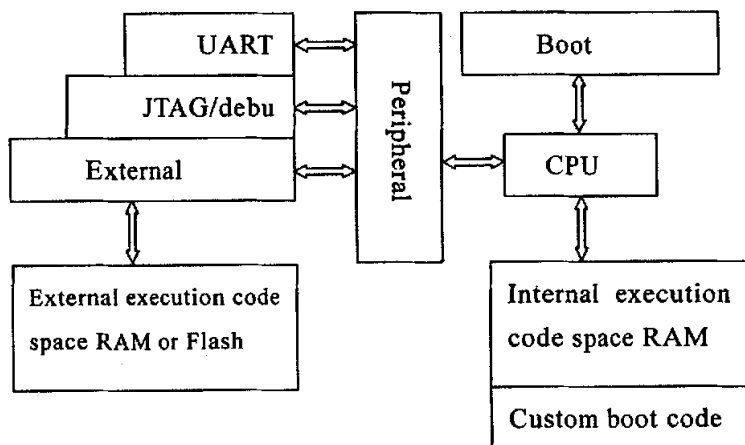 UART
JTAG/debu
External
Peripheral
Boot
CPU
External execution code
space RAM or Flash
Internal execution
code space RAM
Custom boot code